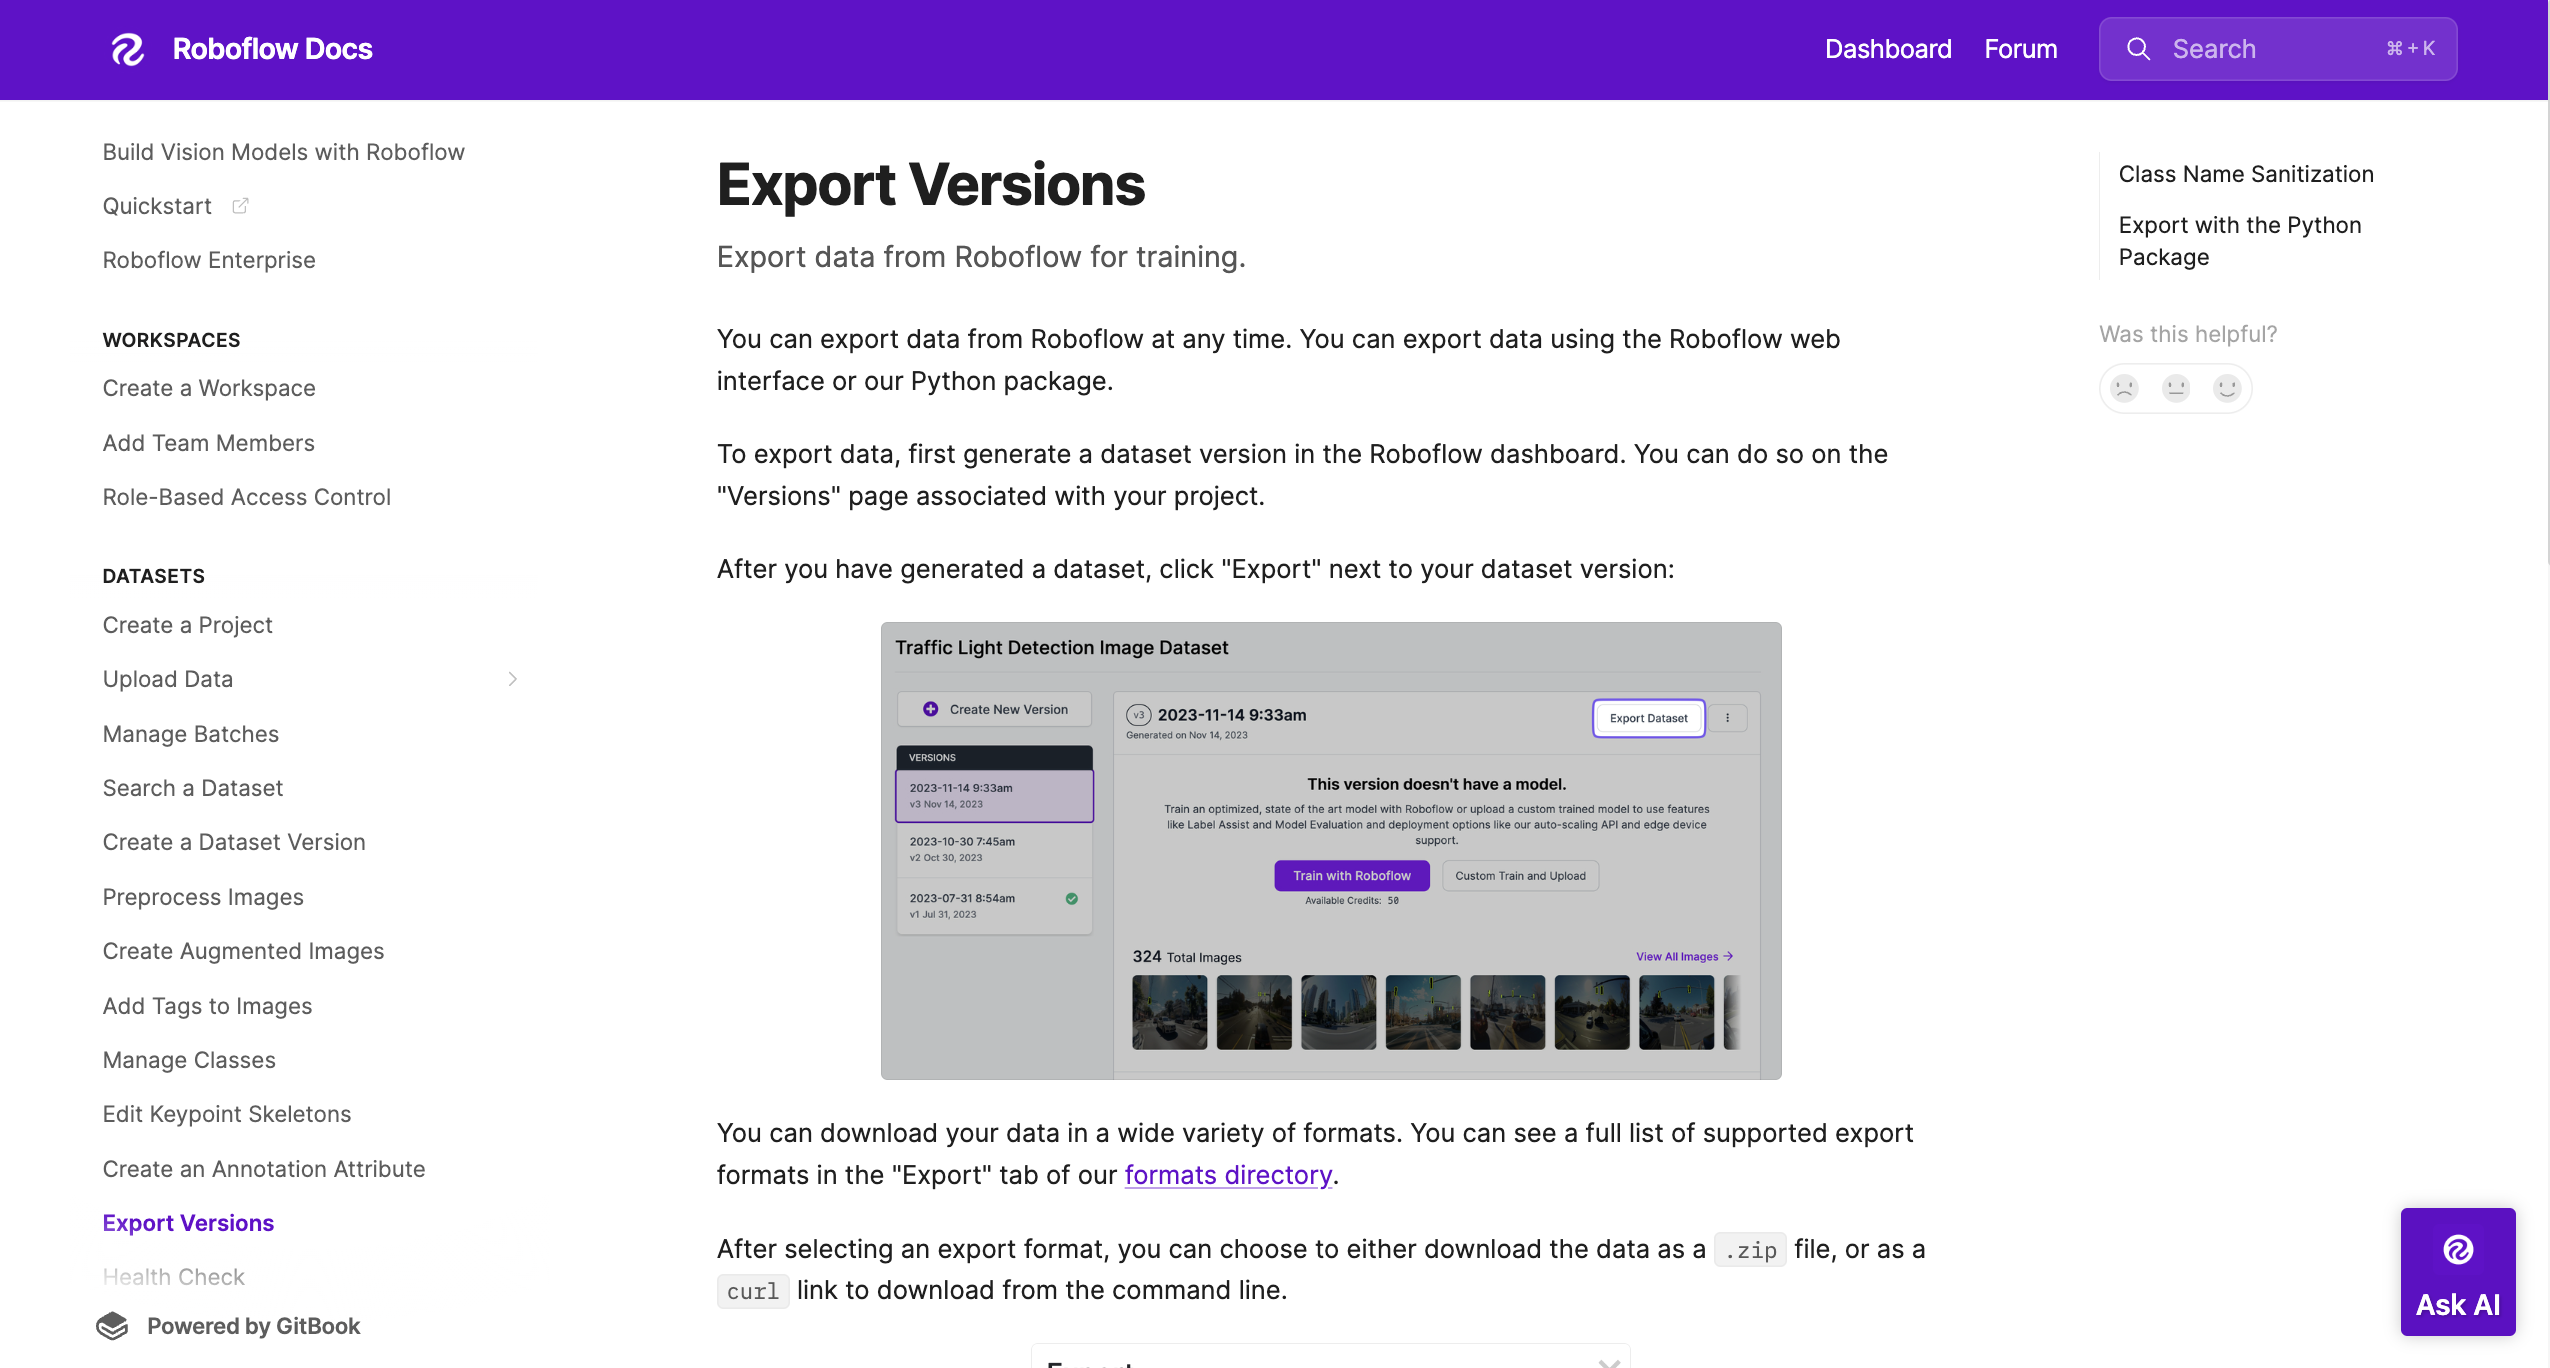 Roboflow Docs
Dashboard
Forum
Search
⌘ + K
Build Vision Models with Roboflow
Quickstart
Roboflow Enterprise
WORKSPACES
Create a Workspace
Add Team Members
Role-Based Access Control
DATASETS
Create a Project
Upload Data
Manage Batches
Search a Dataset
Create a Dataset Version
Preprocess Images
Create Augmented Images
Add Tags to Images
Manage Classes
Edit Keypoint Skeletons
Create an Annotation Attribute
Export Versions
Health Check
Powered by GitBook
Export Versions
Export data from Roboflow for training.
You can export data from Roboflow at any time. You can export data using the Roboflow web
interface or our Python package.
To export data, first generate a dataset version in the Roboflow dashboard. You can do so on the
"Versions" page associated with your project.
After you have generated a dataset, click "Export" next to your dataset version:
Traffic Light Detection Image Dataset
Create New Version
VERSIONS
2023-11-14 9:33am
v3 Nov 14, 2023
2023-10-30 7:45am
v2 Oct 30, 2023
2023-07-31 8:54am
v1 Jul 31, 2023
v3 2023-11-14 9:33am
Generated on Nov 14, 2023
Export Dataset
This version doesn't have a model.
Train an optimized, state of the art model with Roboflow or upload a custom trained model to use features
like Label Assist and Model Evaluation and deployment options like our auto-scaling API and edge device
support.
Train with Roboflow
Custom Train and Upload
Available Credits: 50
324 Total Images
View All Images →
You can download your data in a wide variety of formats. You can see a full list of supported export
formats in the "Export" tab of our formats directory.
After selecting an export format, you can choose to either download the data as a .zip file, or as a
curl link to download from the command line.
Export
Class Name Sanitization
Export with the Python
Package
Was this helpful?
Ask AI